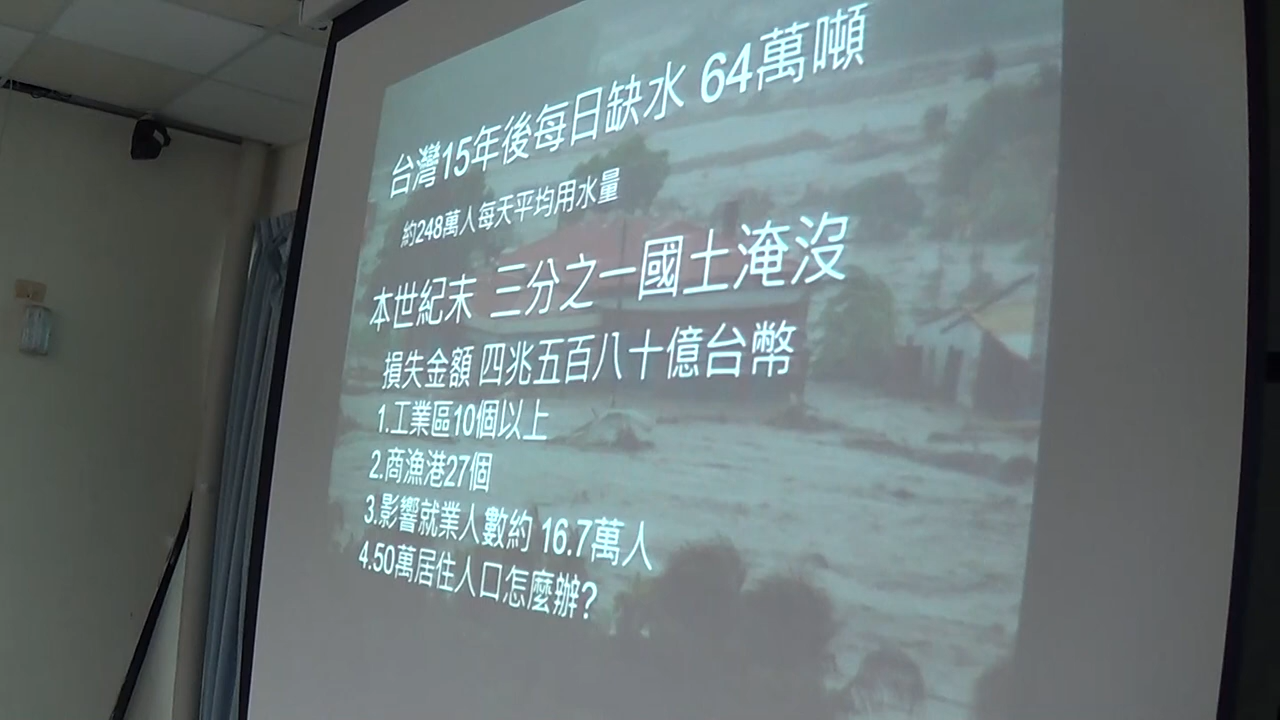 台灣15年後每日缺水 64萬噸
約248萬人每天平均用水量
本世紀末 三分之一國土淹沒
損失金額 四兆五百八十億台幣
1.工業區10個以上
2.商漁港27個
3.影響就業人數約 16.7萬人
4.50萬居住人口怎麼辦?